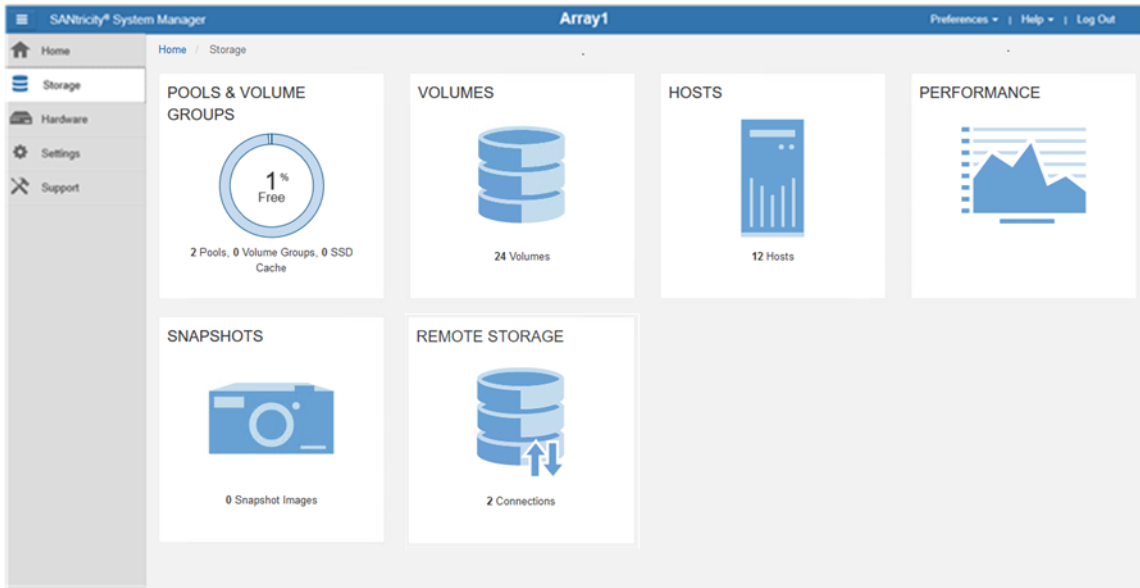 SANtricity® System Manager
Array1
Preferences | Help | Log Out
Home
Storage
Hardware
Settings
Support
Home / Storage
POOLS & VOLUME
GROUPS
1 %
Free
2 Pools, 0 Volume Groups, 0 SSD
Cache
VOLUMES
24 Volumes
HOSTS
12 Hosts
PERFORMANCE
SNAPSHOTS
0 Snapshot Images
REMOTE STORAGE
2 Connections